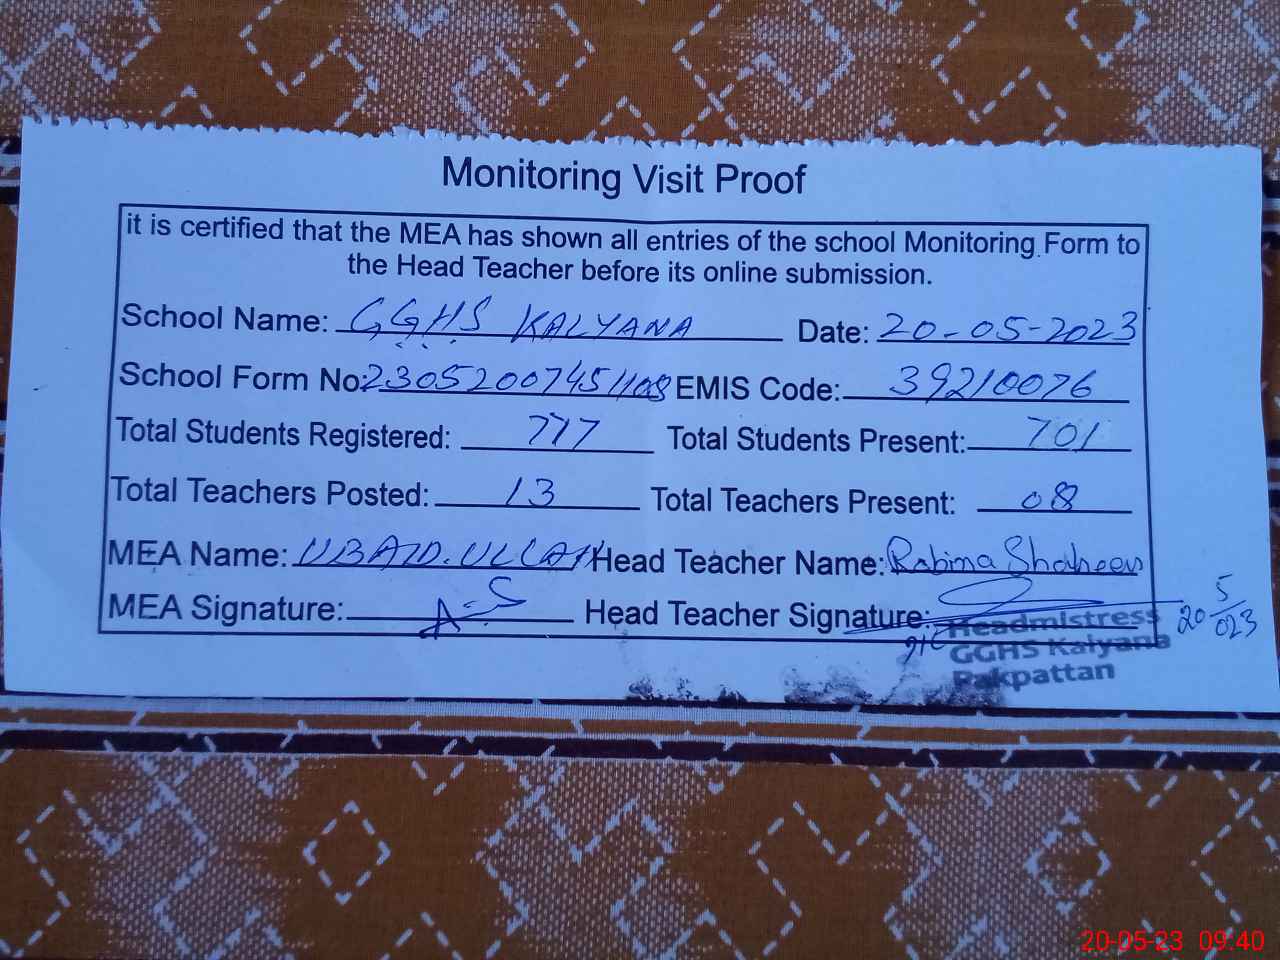 Monitoring Visit Proof
it is certified that the MEA has shown all entries of the school Monitoring Form to
the Head Teacher before its online submission.
School Name: GGHS KALYANA Date: 20-05-2023
School Form No: 23052007451108 EMIS Code: 39210076
Total Students Registered: 777 Total Students Present: 701
Total Teachers Posted: 13 Total Teachers Present: 08
MEA Name: UBAID.ULLAH Head Teacher Name: Rabima Shaheen
MEA Signature: Head Teacher Signature:
Headmistress
GGHS Kalyana
Pakpattan
20/5/023
20-05-23 09:40